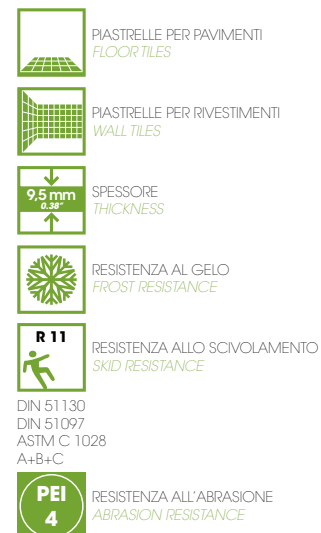 PIASTRELLE PER PAVIMENTI
FLOOR TILES
PIASTRELLE PER RIVESTIMENTI
WALL TILES
9,5 mm
0.38”
SPESSORE
THICKNESS
RESISTENZA AL GELO
FROST RESISTANCE
R 11
RESISTENZA ALLO SCIVOLAMENTO
SKID RESISTANCE
DIN 51130
DIN 51097
ASTM C 1028
A+B+C
PEI
4
RESISTENZA ALL’ABRASIONE
ABRASION RESISTANCE